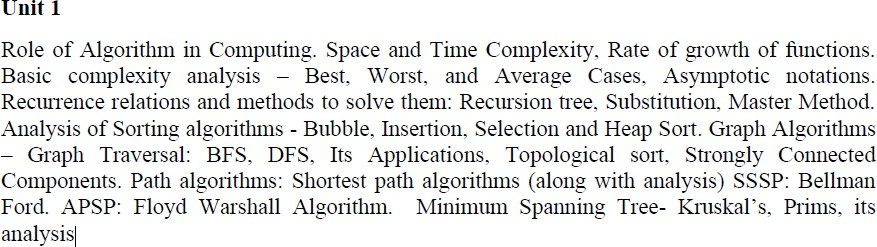 Unit 1
Role of Algorithm in Computing. Space and Time Complexity, Rate of growth of functions.
Basic complexity analysis – Best, Worst, and Average Cases, Asymptotic notations.
Recurrence relations and methods to solve them: Recursion tree, Substitution, Master Method.
Analysis of Sorting algorithms - Bubble, Insertion, Selection and Heap Sort. Graph Algorithms
– Graph Traversal: BFS, DFS, Its Applications, Topological sort, Strongly Connected
Components. Path algorithms: Shortest path algorithms (along with analysis) SSSP: Bellman
Ford. APSP: Floyd Warshall Algorithm. Minimum Spanning Tree- Kruskal’s, Prims, its
analysis